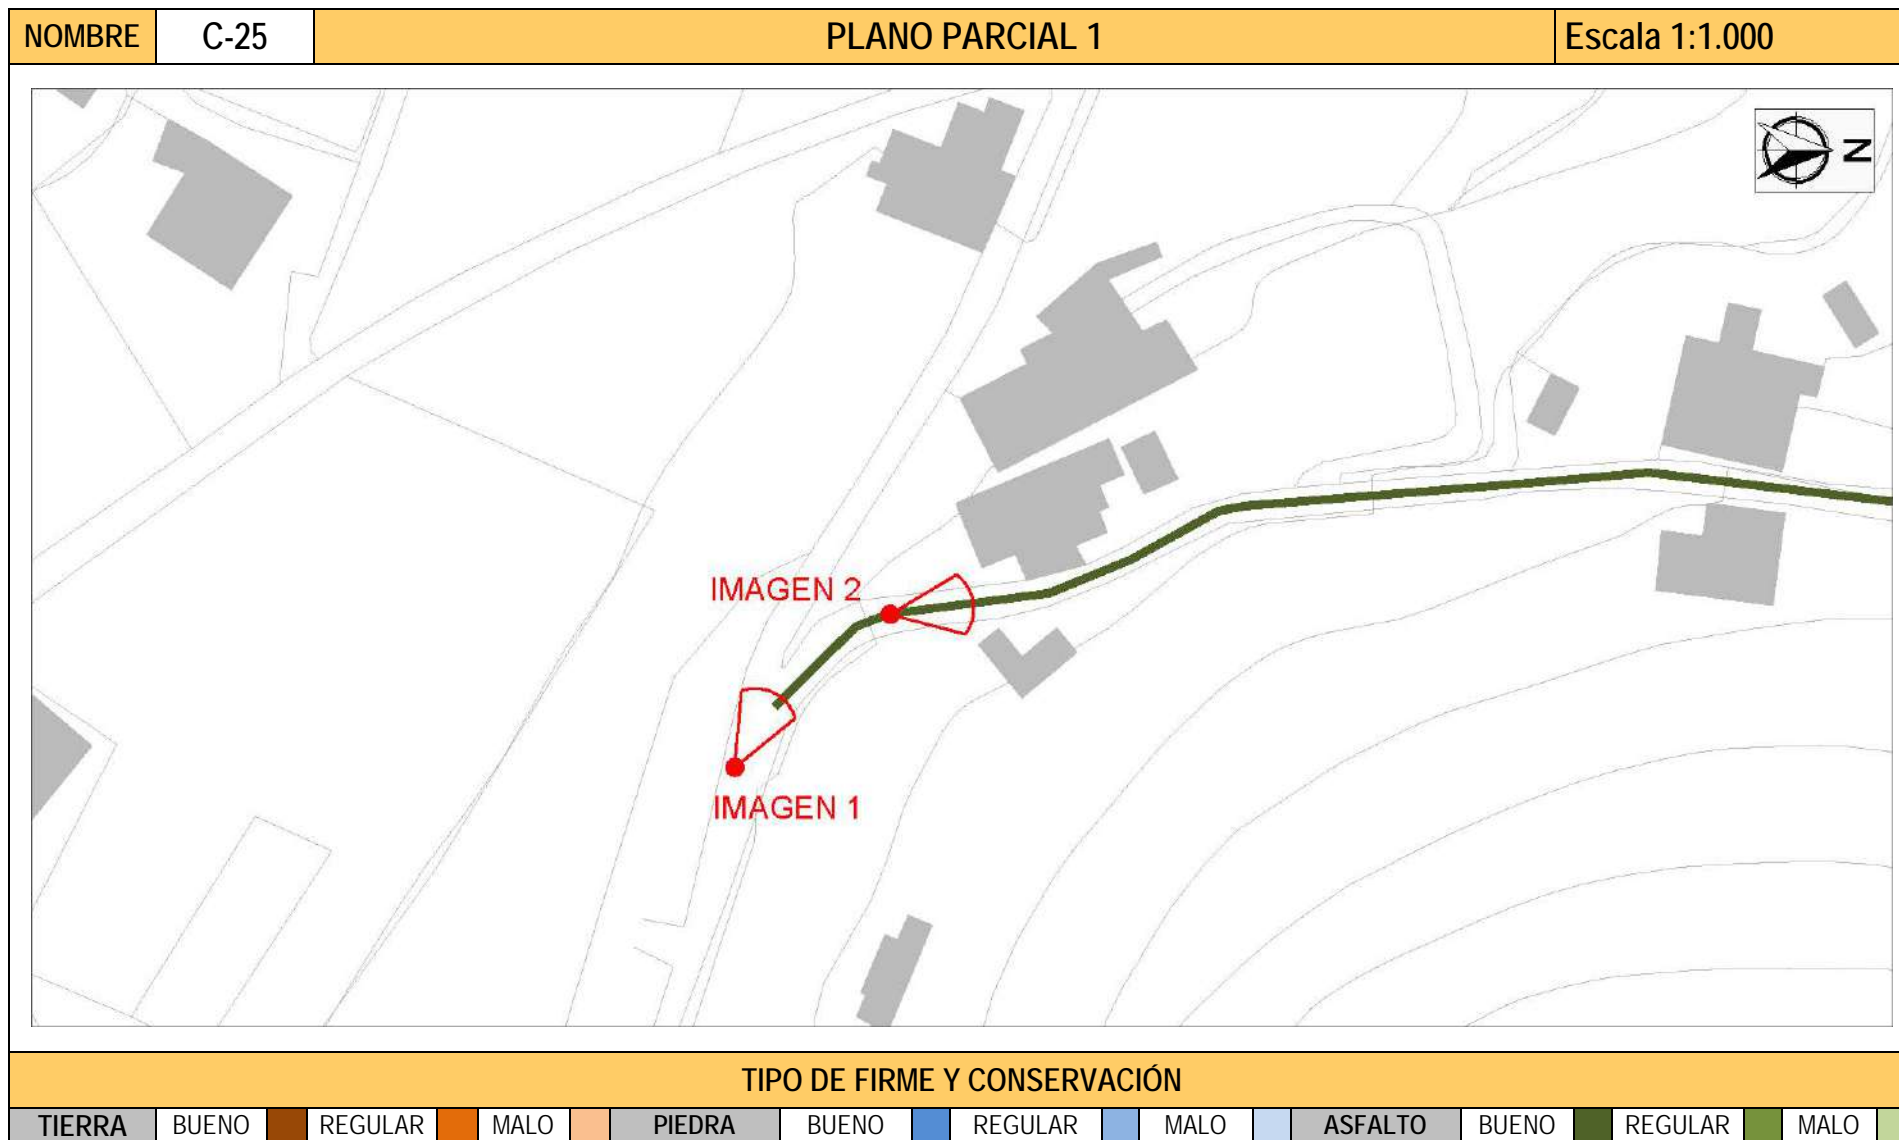 NOMBRE C-25 PLANO PARCIAL 1 Escala 1:1.000
N
IMAGEN 2
IMAGEN 1
TIPO DE FIRME Y CONSERVACIÓN
TIERRA BUENO REGULAR MALO PIEDRA BUENO REGULAR MALO ASFALTO BUENO REGULAR MALO